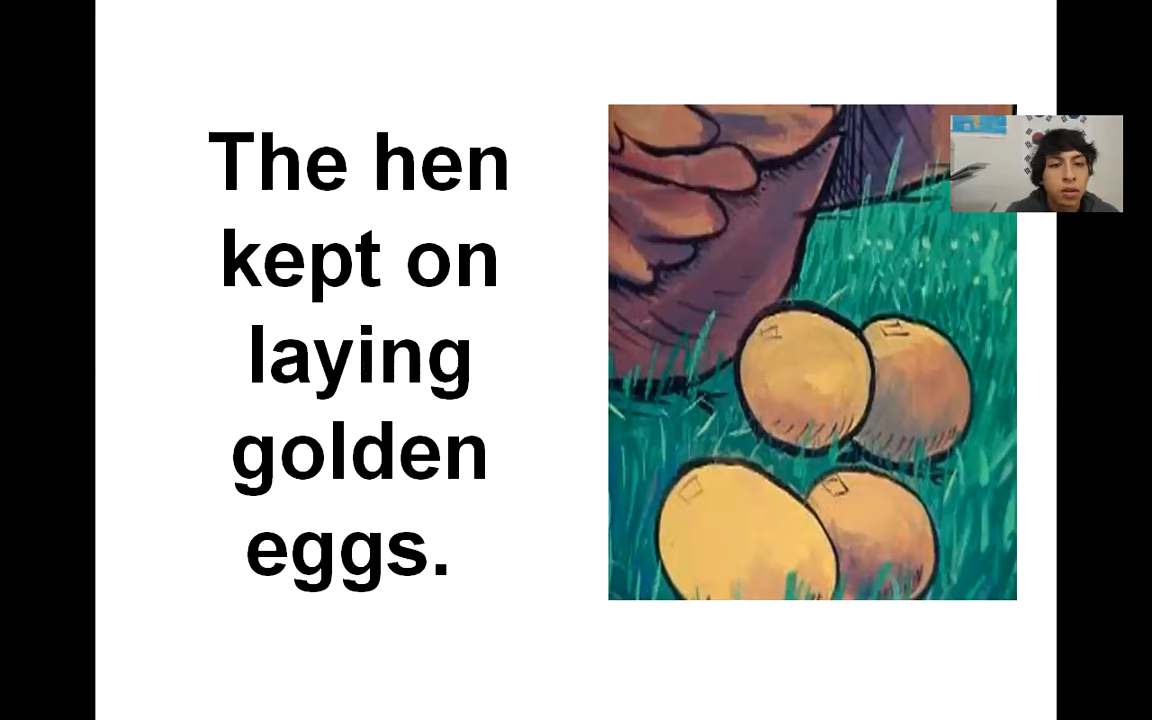 The hen
kept on
laying
golden
eggs.